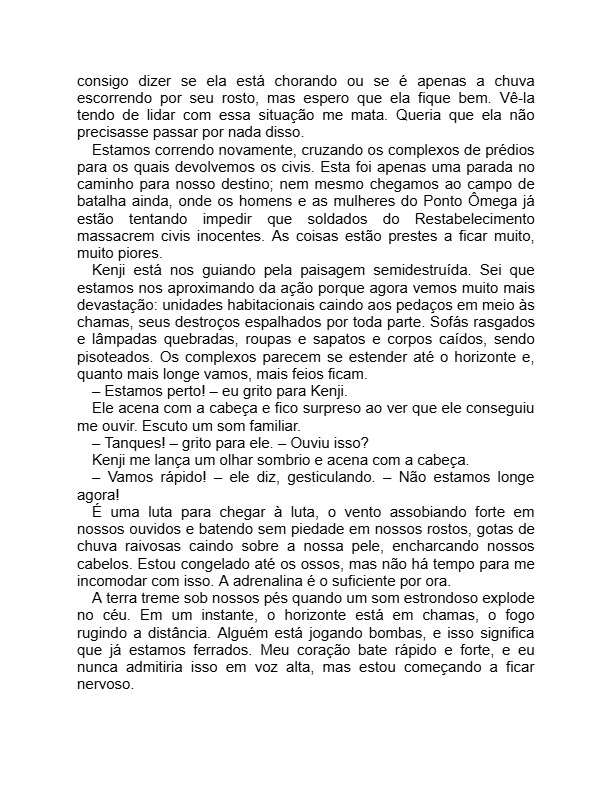 consigo dizer se ela está chorando ou se é apenas a chuva
escorrendo por seu rosto, mas espero que ela fique bem. Vê-la
tendo de lidar com essa situação me mata. Queria que ela não
precisasse passar por nada disso.
Estamos correndo novamente, cruzando os complexos de prédios
para os quais devolvemos os civis. Esta foi apenas uma parada no
caminho para nosso destino; nem mesmo chegamos ao campo de
batalha ainda, onde os homens e as mulheres do Ponto Ômega já
estão tentando impedir que soldados do Restabelecimento
massacrem civis inocentes. As coisas estão prestes a ficar muito,
muito piores.
Kenji está nos guiando pela paisagem semidestruída. Sei que
estamos nos aproximando da ação porque agora vemos muito mais
devastação: unidades habitacionais caindo aos pedaços em meio às
chamas, seus destroços espalhados por toda parte. Sofás rasgados
e lâmpadas quebradas, roupas e sapatos e corpos caídos, sendo
pisoteados. Os complexos parecem se estender até o horizonte e,
quanto mais longe vamos, mais feios ficam.
– Estamos perto! – eu grito para Kenji.
Ele acena com a cabeça e fico surpreso ao ver que ele conseguiu
me ouvir. Escuto um som familiar.
– Tanques! – grito para ele. – Ouviu isso?
Kenji me lança um olhar sombrio e acena com a cabeça.
– Vamos rápido! – ele diz, gesticulando. – Não estamos longe
agora!
É uma luta para chegar à luta, o vento assobiando forte em
nossos ouvidos e batendo sem piedade em nossos rostos, gotas de
chuva raivosas caindo sobre a nossa pele, encharcando nossos
cabelos. Estou congelado até os ossos, mas não há tempo para me
incomodar com isso. A adrenalina é o suficiente por ora.
A terra treme sob nossos pés quando um som estrondoso explode
no céu. Em um instante, o horizonte está em chamas, o fogo
rugindo a distância. Alguém está jogando bombas, e isso significa
que já estamos ferrados. Meu coração bate rápido e forte, e eu
nunca admitiria isso em voz alta, mas estou começando a ficar
nervoso.